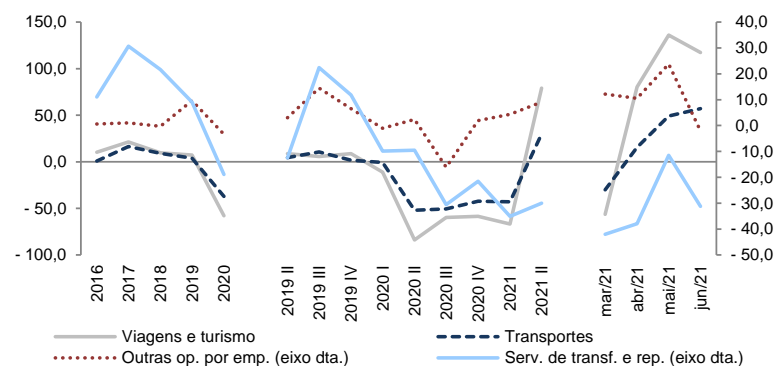 150,0
100,0
50,0
0,0
- 50,0
- 100,0
40,0
30,0
20,0
10,0
0,0
- 10,0
- 20,0
- 30,0
- 40,0
- 50,0
2016
2017
2018
2019
2020
2019 II
2019 III
2019 IV
2020 I
2020 II
2020 III
2020 IV
2021 I
2021 II
mar/21
abr/21
mai/21
jun/21
Viagens e turismo
Transportes
Outras op. por emp. (eixo dta.)
Serv. de transf. e rep. (eixo dta.)